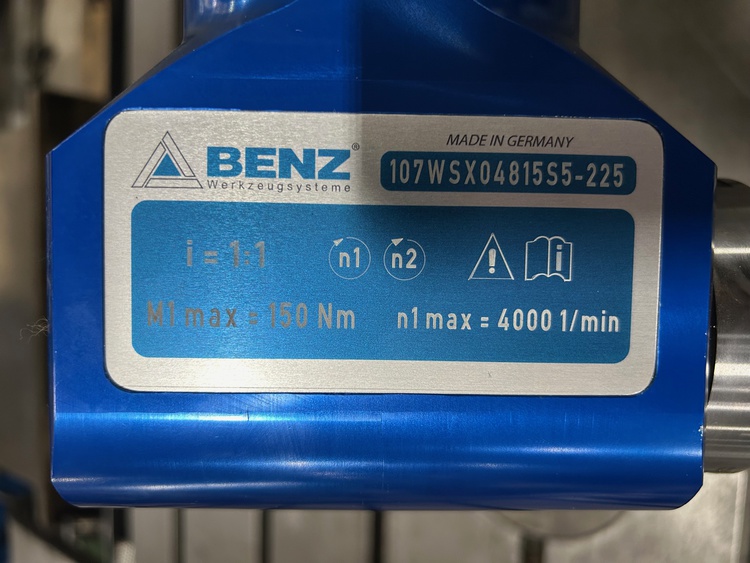 BENZ®
Werkzeugsysteme
MADE IN GERMANY
107WSX04815S5-225
i = 1:1
n1
n2
M1 max = 150 Nm
n1 max = 4000 1/min